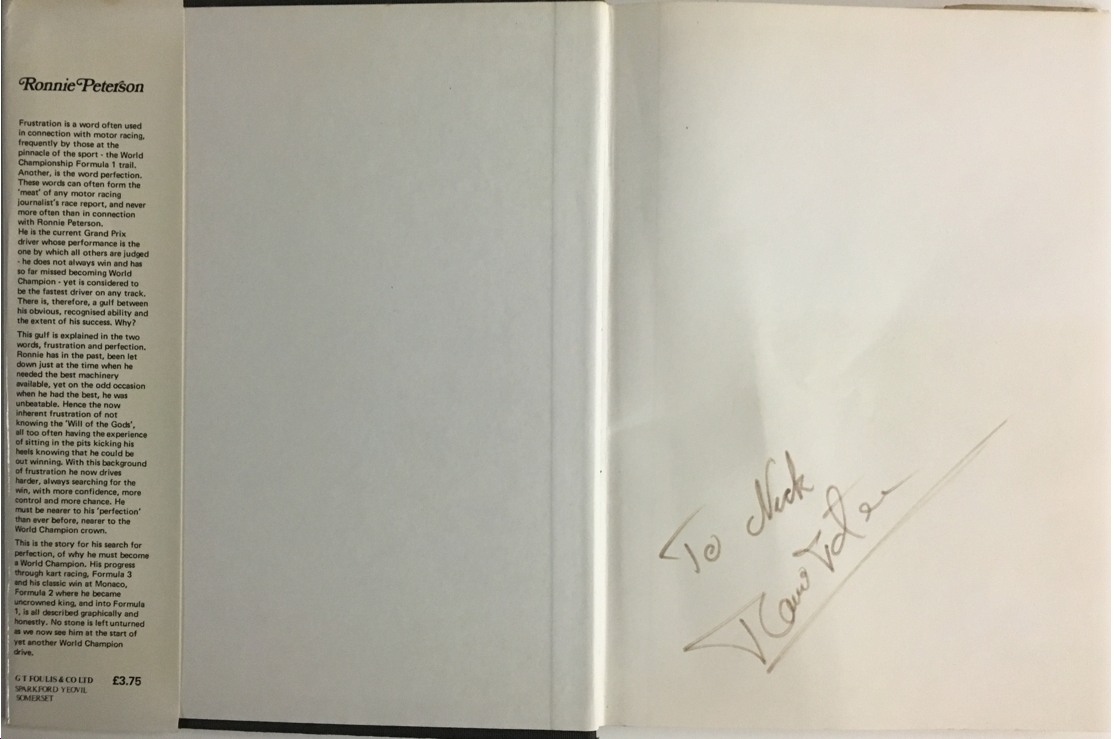 Ronnie Peterson
Frustration is a word often used
in connection with motor racing,
frequently by those at the
pinnacle of the sport - the World
Championship Formula 1 trail.
Another, is the word perfection.
These words can often form the
'meat' of any motor racing
journalist's race report, and never
more often than in connection
with Ronnie Peterson.
He is the current Grand Prix
driver whose performance is the
one by which all others are judged
- he does not always win and has
so far missed becoming World
Champion - yet is considered to
be the fastest driver on any track.
There is, therefore, a gulf between
his obvious, recognised ability and
the extent of his success. Why?
This gulf is explained in the two
words, frustration and perfection.
Ronnie has in the past, been let
down just at the time when he
needed the best machinery
available, yet on the odd occasion
when he had the best, he was
unbeatable. Hence the now
inherent frustration of not
knowing the 'Will of the Gods',
all too often having the experience
of sitting in the pits kicking his
heels knowing that he could be
out winning. With this background
of frustration he now drives
harder, always searching for the
win, with more confidence, more
control and more chance. He
must be nearer to his 'perfection'
than ever before, nearer to the
World Champion crown.
This is the story for his search for
perfection, of why he must become
a World Champion. His progress
through kart racing, Formula 3
and his classic win at Monaco,
Formula 2 where he became
uncrowned king, and into Formula
1, is all described graphically and
honestly. No stone is left unturned
as we now see him at the start of
yet another World Champion
drive.
G T FOULIS & CO LTD £3.75
SPARKFORD YEOVIL
SOMERSET
To Nick